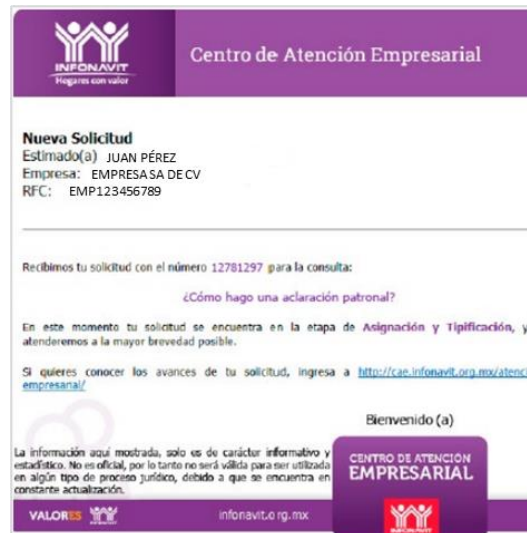 INFONAVIT
Hogares con valor
Centro de Atención Empresarial
Nueva Solicitud
Estimado(a) JUAN PÉREZ
Empresa: EMPRESA SA DE CV
RFC: EMP123456789
Recibimos tu solicitud con el número 12781297 para la consulta:
¿Cómo hago una aclaración patronal?
En este momento tu solicitud se encuentra en la etapa de Asignación y Tipificación, y
atenderemos a la mayor brevedad posible.
Si quieres conocer los avances de tu solicitud, ingresa a http://cae.infonavit.org.mx/atenci
empresarial/
Bienvenido (a)
La información aquí mostrada, solo es de carácter informativo y
estadístico. No es oficial, por lo tanto no será válida para ser utilizada
en algún tipo de proceso jurídico, debido a que se encuentra en
constante actualización.
CENTRO DE ATENCIÓN
EMPRESARIAL
VALORES
infonavit.org.mx